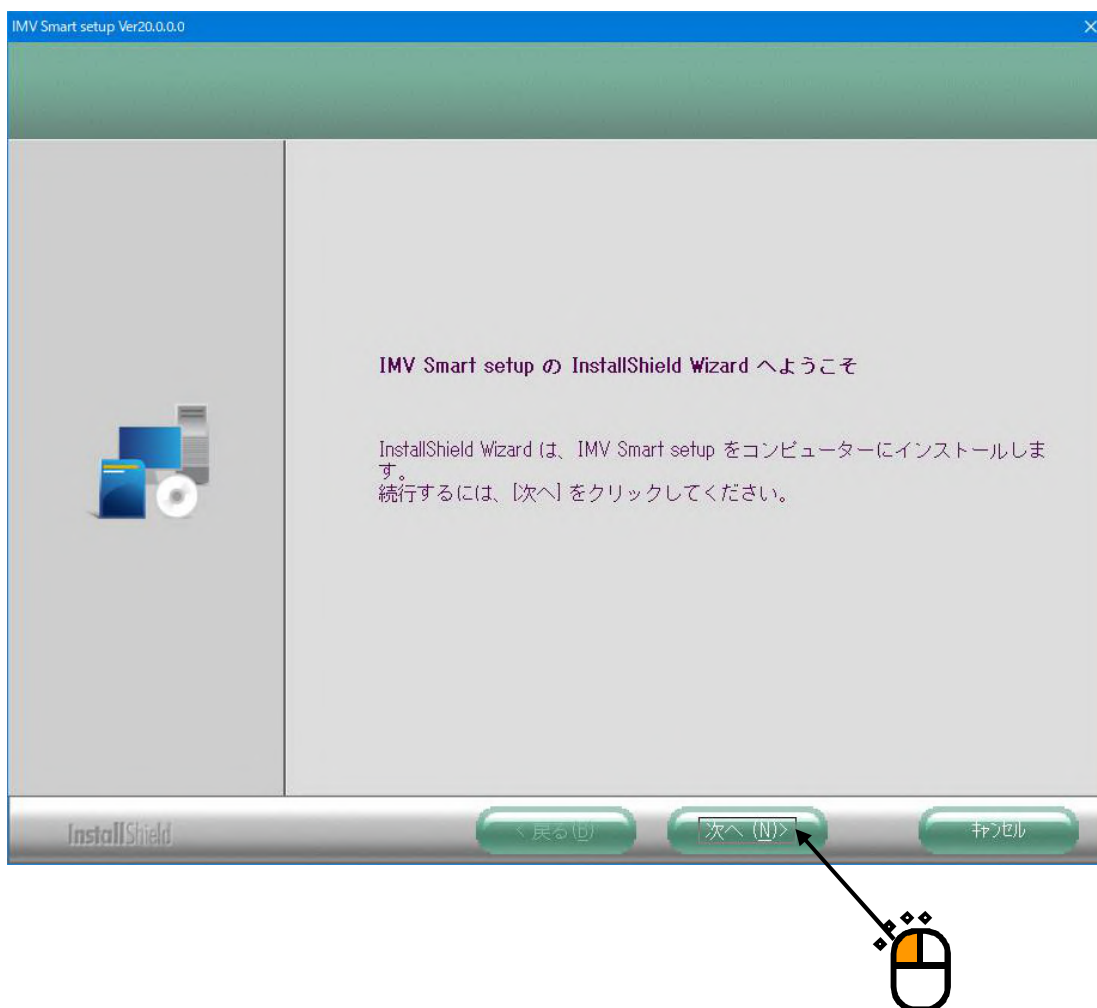 IMV Smart setup Ver20.0.0.0
IMV Smart setup の InstallShield Wizard へようこそ
InstallShield Wizard は、IMV Smart setup をコンピューターにインストールしま
す。
続行するには、[次へ] をクリックしてください。
InstallShield
< 戻る(B)
次へ (N)>
キャンセル